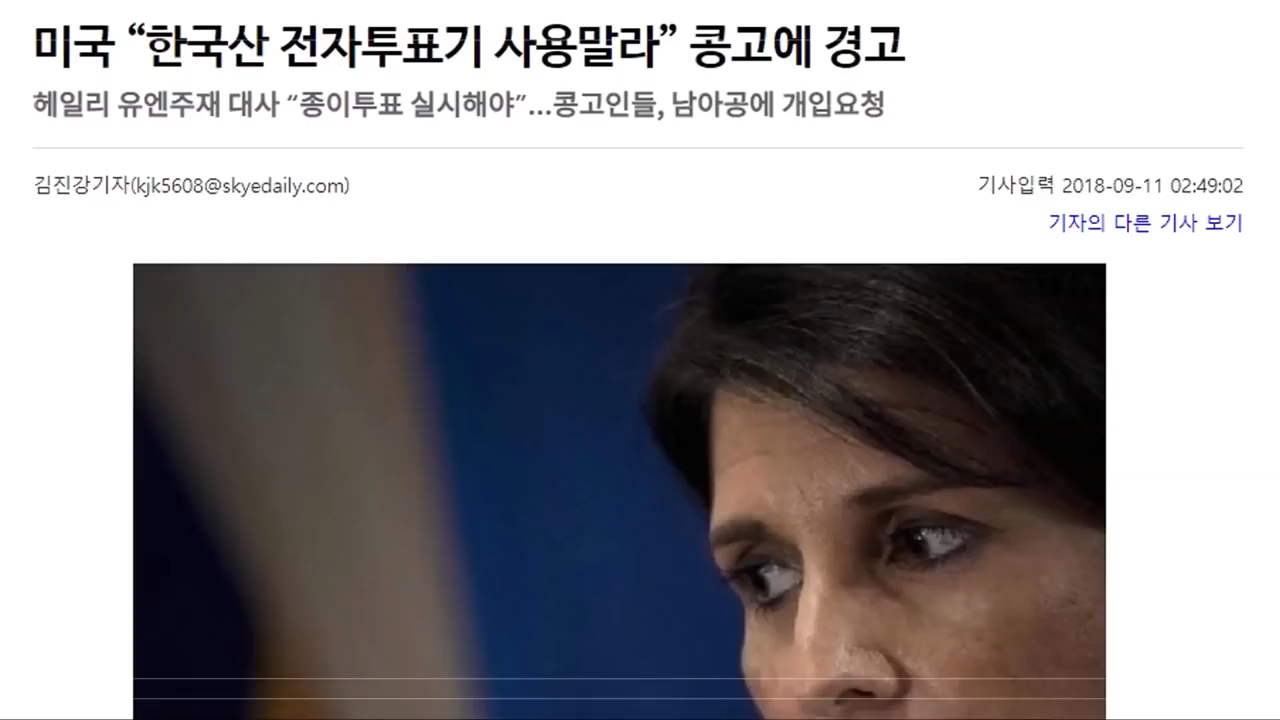 미국 “한국산 전자투표기 사용말라” 콩고에 경고
헤일리 유엔주재 대사 “종이투표 실시해야”...콩고인들, 남아공에 개입요청
김진강기자(kjk5608@skyedaily.com)
기사입력 2018-09-11 02:49:02
기자의 다른 기사 보기